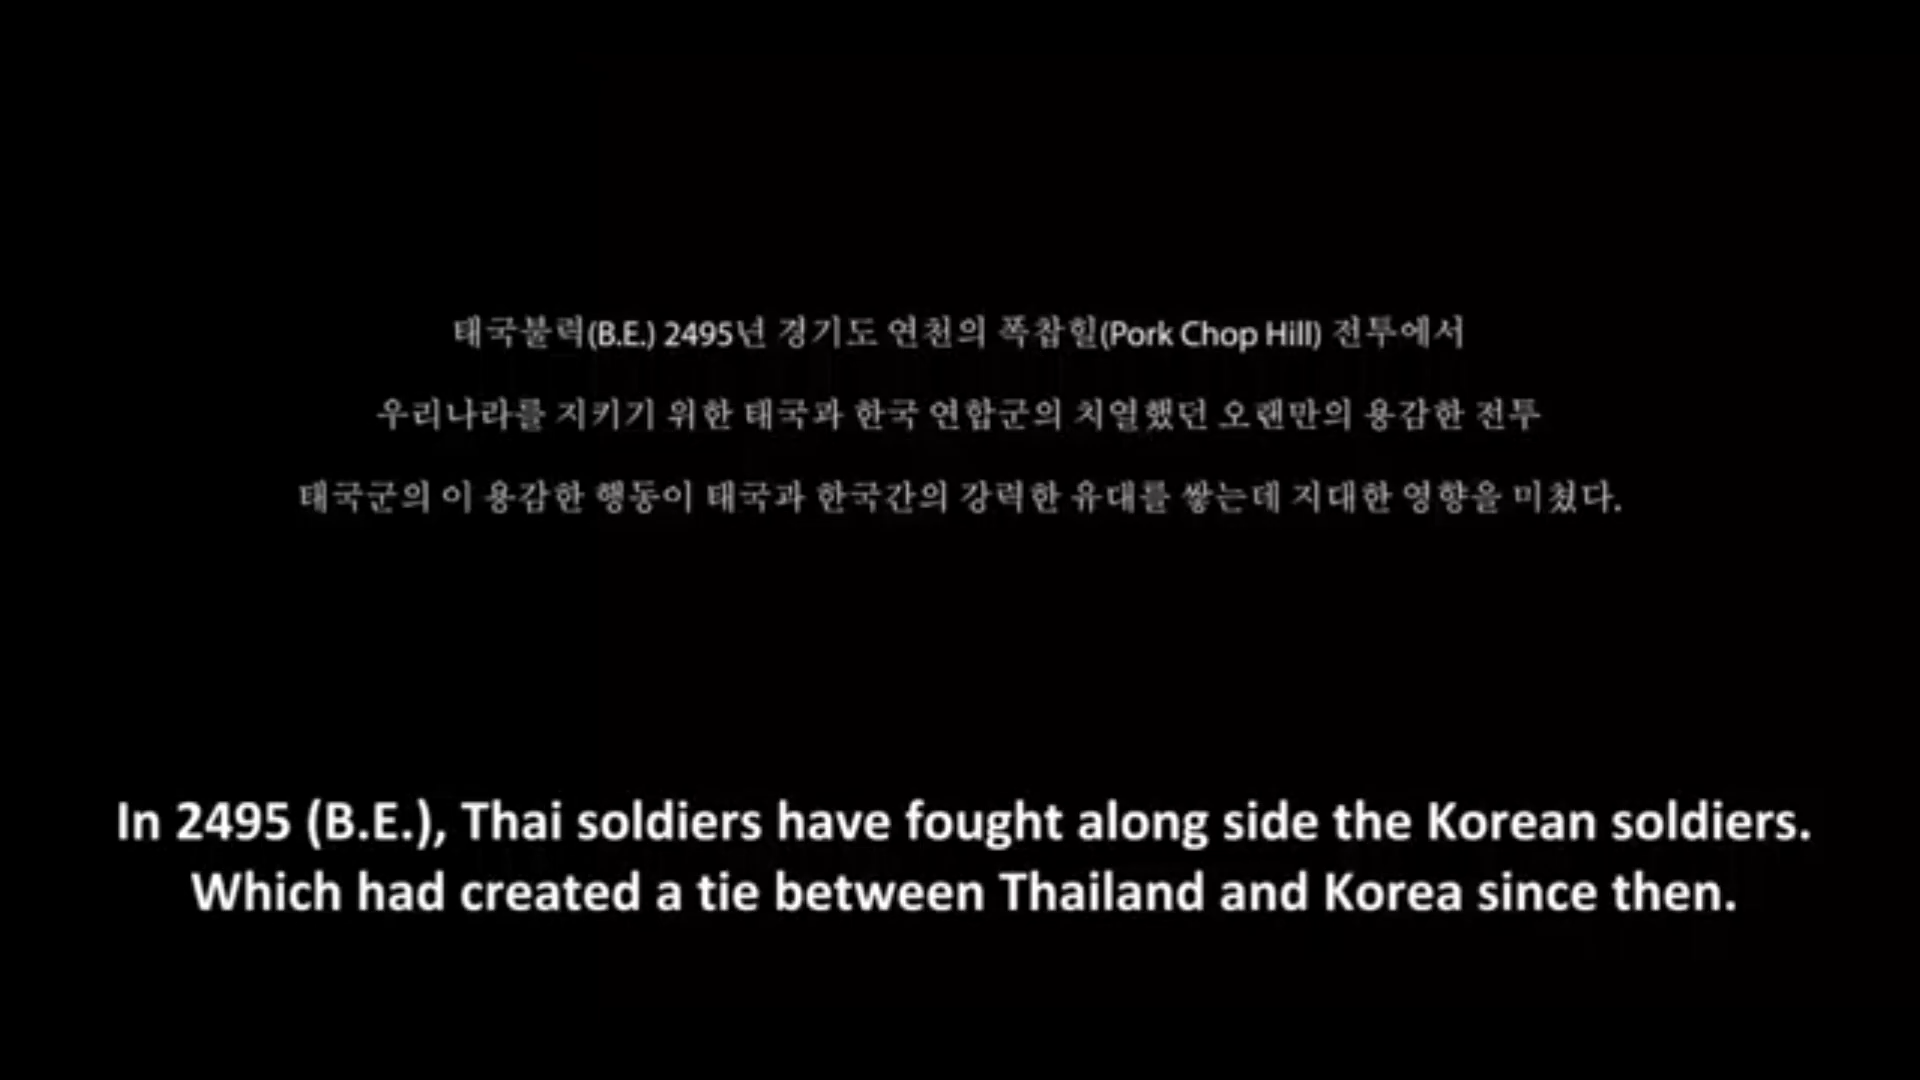 태국불력(B.E.) 2495년 경기도 연천의 폭찹힐(Pork Chop Hill) 전투에서
우리나라를 지키기 위한 태국과 한국 연합군의 치열했던 오랜만의 용감한 전투
태국군의 이 용감한 행동이 태국과 한국간의 강력한 유대를 쌓는데 지대한 영향을 미쳤다.
In 2495 (B.E.), Thai soldiers have fought along side the Korean soldiers.
Which had created a tie between Thailand and Korea since then.